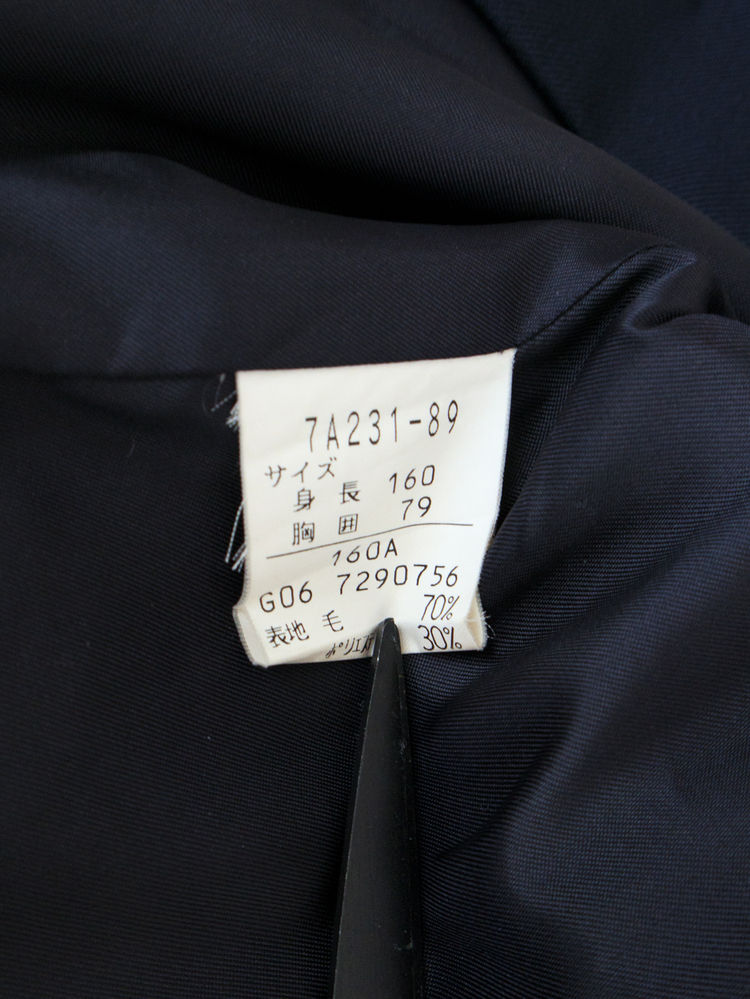 7A231-89
サイズ
身長 160
胸囲 79
160A
G06 7290756
表地 毛 70%
30%